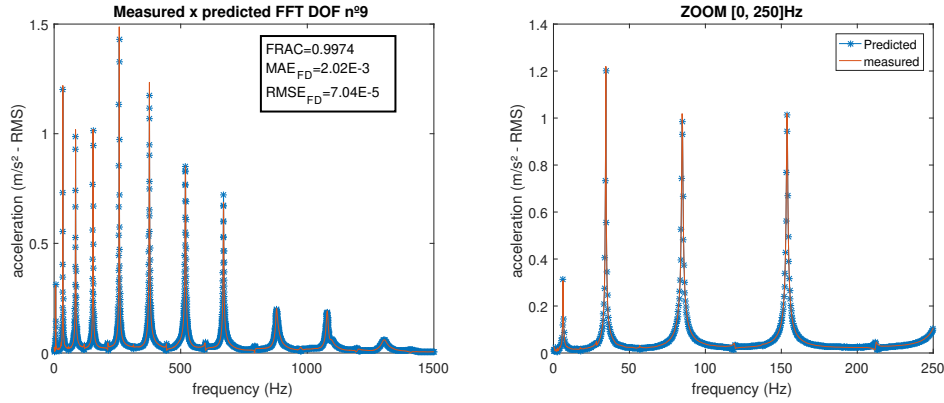 Measured x predicted FFT DOF nº9
FRAC=0.9974
MAE_FD=2.02E-3
RMSE_FD=7.04E-5
acceleration (m/s² - RMS)
1.5
1
0.5
0
0
500
1000
1500
frequency (Hz)
ZOOM [0, 250]Hz
Predicted
measured
acceleration (m/s² - RMS)
1.4
1.2
1
0.8
0.6
0.4
0.2
0
0
50
100
150
200
250
frequency (Hz)